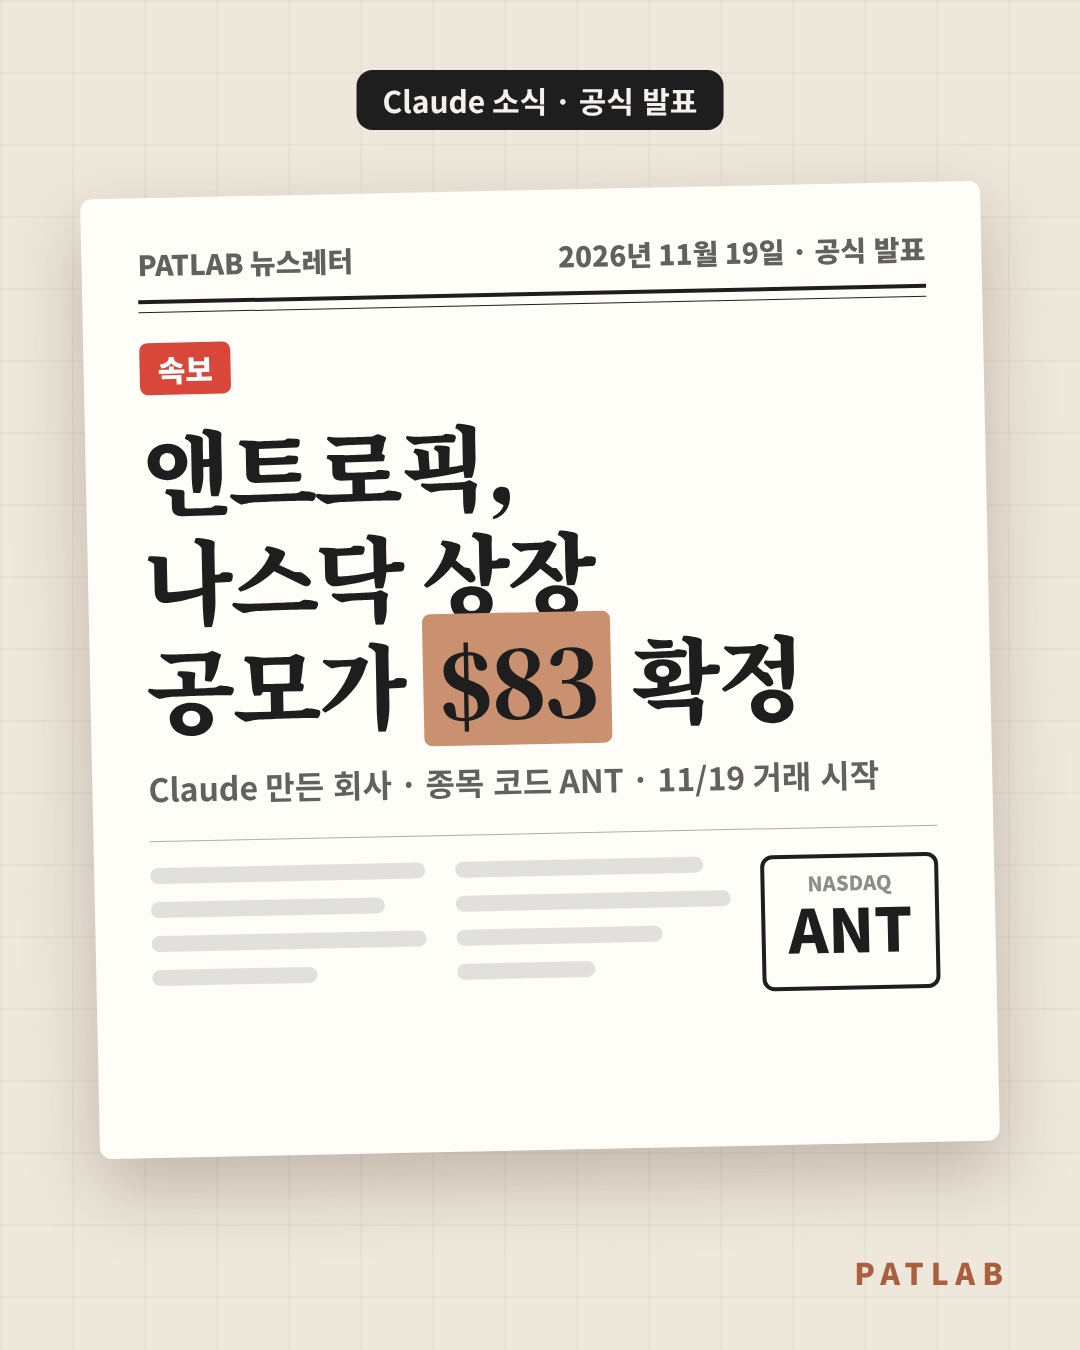 Claude 소식 · 공식 발표
PATLAB 뉴스레터
2026년 11월 19일 · 공식 발표
속보
앤트로픽,
나스닥 상장
공모가 $83 확정
Claude 만든 회사 · 종목 코드 ANT · 11/19 거래 시작
NASDAQ
ANT
PATLAB